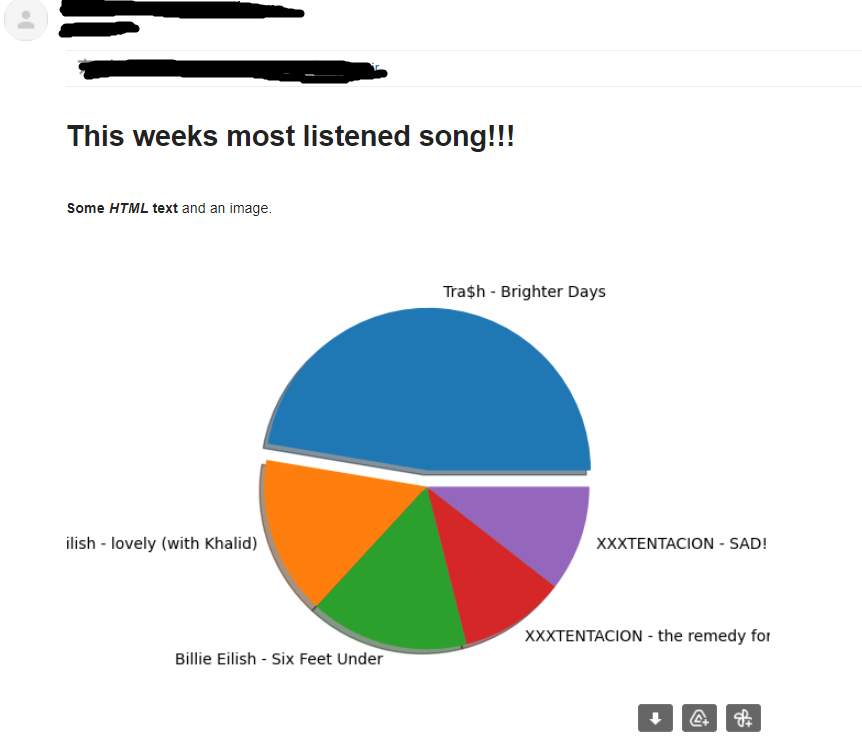 This weeks most listened song!!!
Some HTML text and an image.
Tra$h - Brighter Days
ilish - lovely (with Khalid)
XXXTENTACION - SAD!
XXXTENTACION - the remedy for
Billie Eilish - Six Feet Under